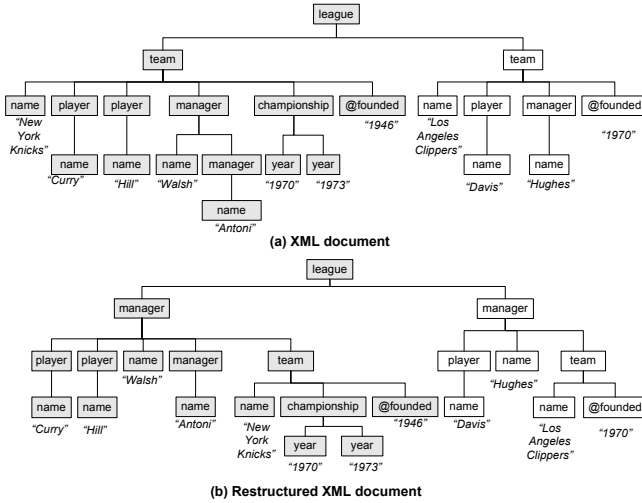 league
team
team
name
player
player
manager
championship
@founded
name
player
manager
@founded
"New
York
Knicks"
"1946"
"Los
Angeles
Clippers"
"1970"
name
name
name
manager
year
year
name
name
"Curry"
"Hill"
"Walsh"
"1970"
"1973"
"Davis"
"Hughes"
name
"Antoni"
(a) XML document
league
manager
manager
player
player
name
manager
team
player
name
team
"Walsh"
"Hughes"
name
name
name
name
championship
@founded
name
name
@founded
"Curry"
"Hill"
"Antoni"
"New
York
Knicks"
"1946"
"Davis"
"Los
Angeles
Clippers"
"1970"
year
year
"1970"
"1973"
(b) Restructured XML document